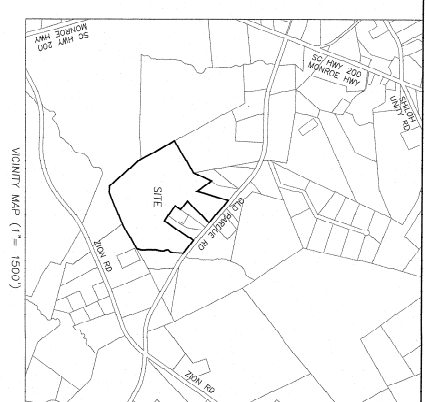 SC HWY 200
MONROE HWY
SC HWY 200
MONROE HWY
SHILOH
UNITY RD
OLD PARDUE RD
SITE
ZION RD
ZION RD
VICINITY MAP (1"= 1500')